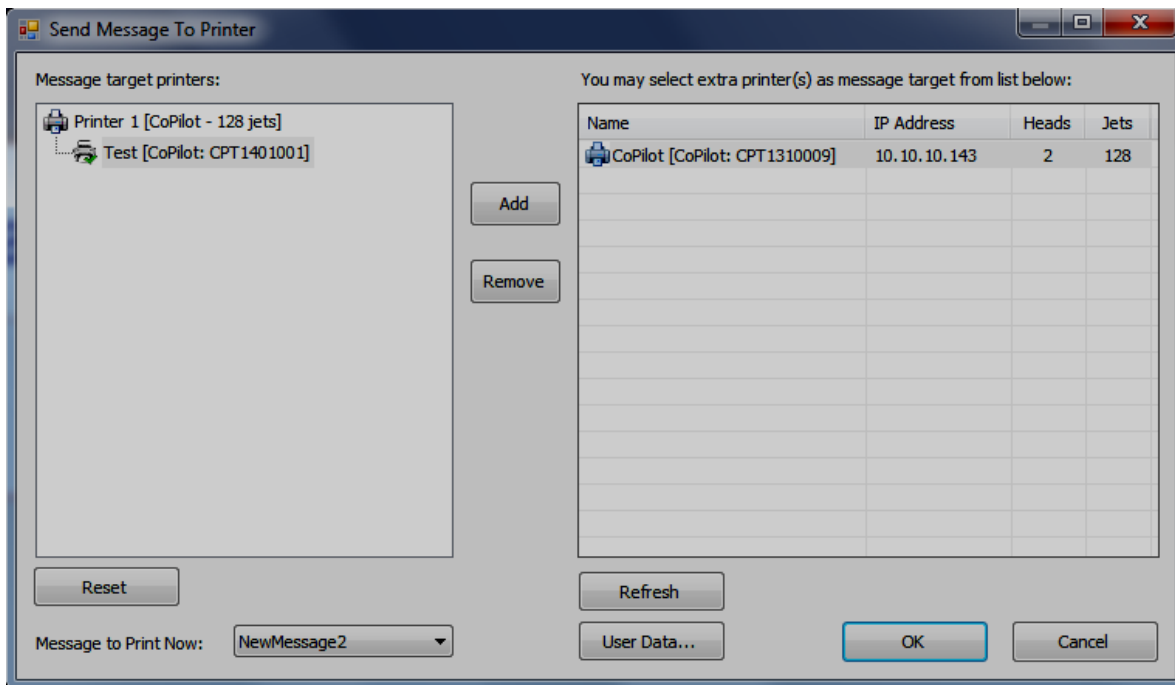 Send Message To Printer
Message target printers:
You may select extra printer(s) as message target from list below:
Printer 1 [CoPilot - 128 jets]
Test [CoPilot: CPT1401001]
Add
Remove
Name IP Address Heads Jets
CoPilot [CoPilot: CPT1310009] 10.10.10.143 2 128
Reset
Refresh
Message to Print Now: NewMessage2
User Data...
OK
Cancel